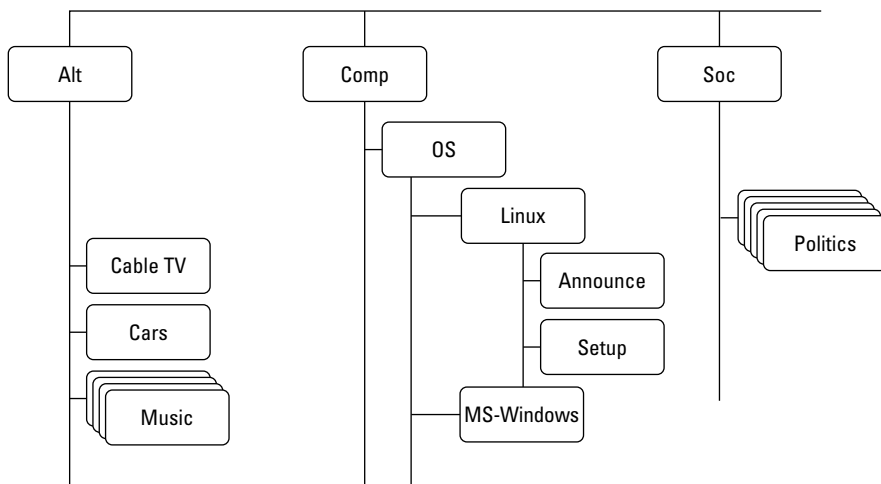 Alt
Comp
Soc
OS
Linux
Politics
Cable TV
Announce
Cars
Setup
Music
MS-Windows